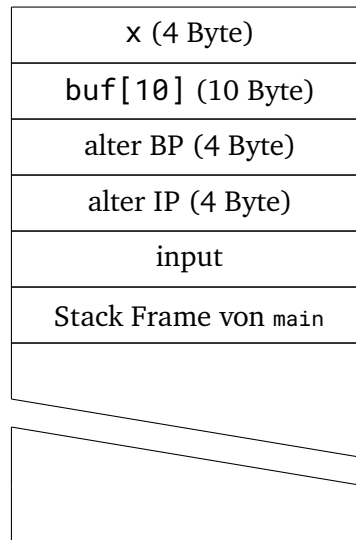 x (4 Byte)
buf[10] (10 Byte)
alter BP (4 Byte)
alter IP (4 Byte)
input
Stack Frame von main